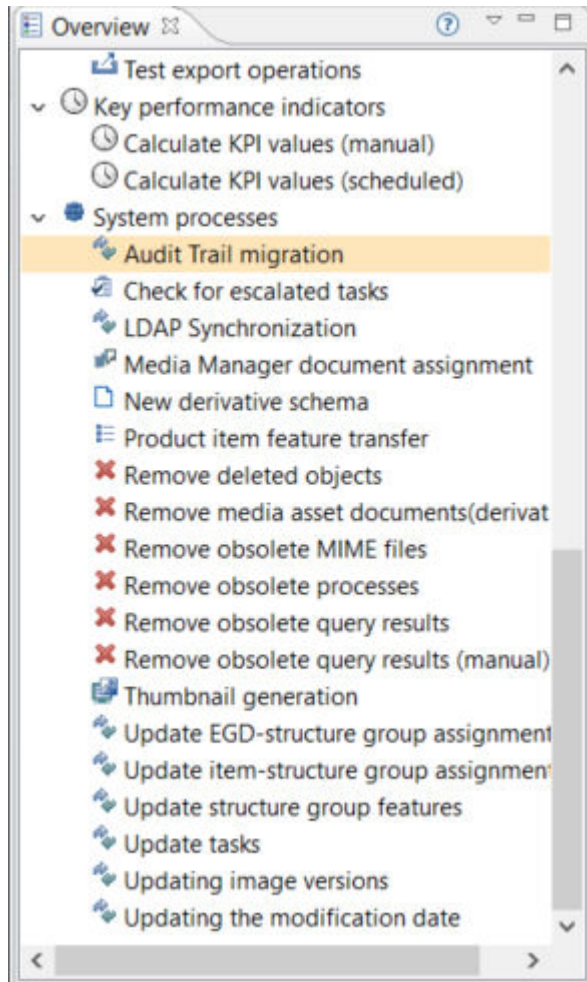 Overview
Test export operations
Key performance indicators
Calculate KPI values (manual)
Calculate KPI values (scheduled)
System processes
Audit Trail migration
Check for escalated tasks
LDAP Synchronization
Media Manager document assignment
New derivative schema
Product item feature transfer
Remove deleted objects
Remove media asset documents(derivat
Remove obsolete MIME files
Remove obsolete processes
Remove obsolete query results
Remove obsolete query results (manual)
Thumbnail generation
Update EGD-structure group assignment
Update item-structure group assignment
Update structure group features
Update tasks
Updating image versions
Updating the modification date